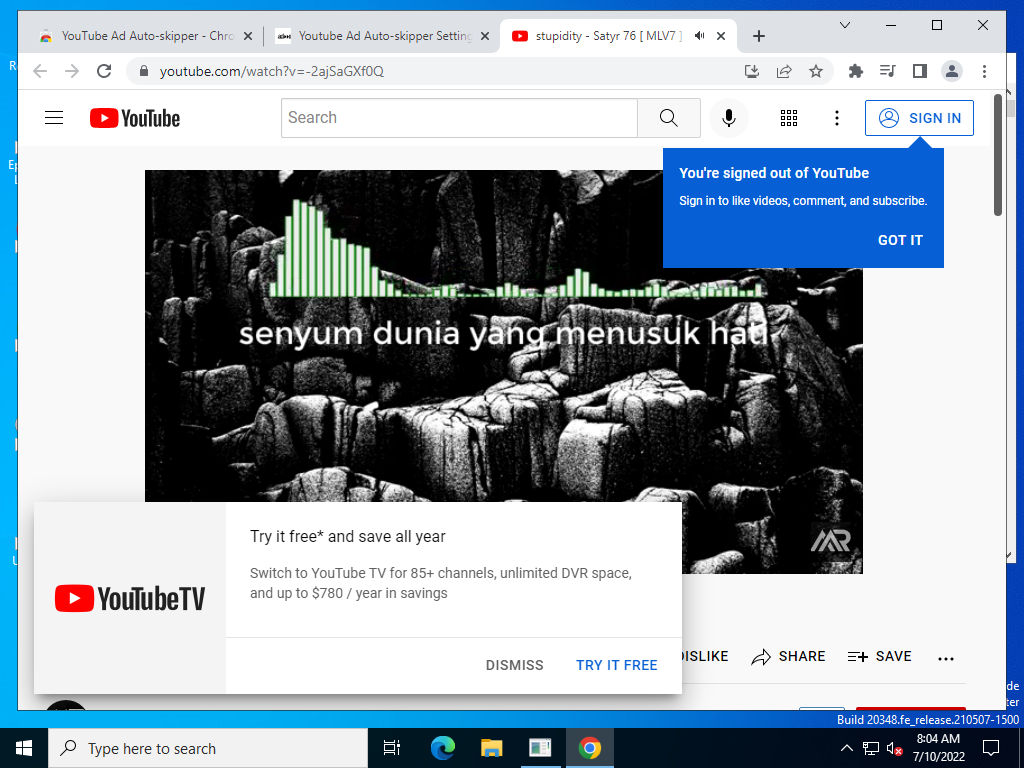 YouTube Ad Auto-skipper - Chro
Youtube Ad Auto-skipper Setting
stupidity - Satyr 76 [ MLV7 ]
youtube.com/watch?v=-2ajSaGXf0Q
YouTube
Search
SIGN IN
You're signed out of YouTube
Sign in to like videos, comment, and subscribe.
GOT IT
senyum dunia yang menusuk hati
MR
Try it free* and save all year
Switch to YouTube TV for 85+ channels, unlimited DVR space,
and up to $780 / year in savings
YouTubeTV
DISMISS
TRY IT FREE
DISLIKE
SHARE
SAVE
Build 20348.fe_release.210507-1500
Type here to search
8:04 AM
7/10/2022